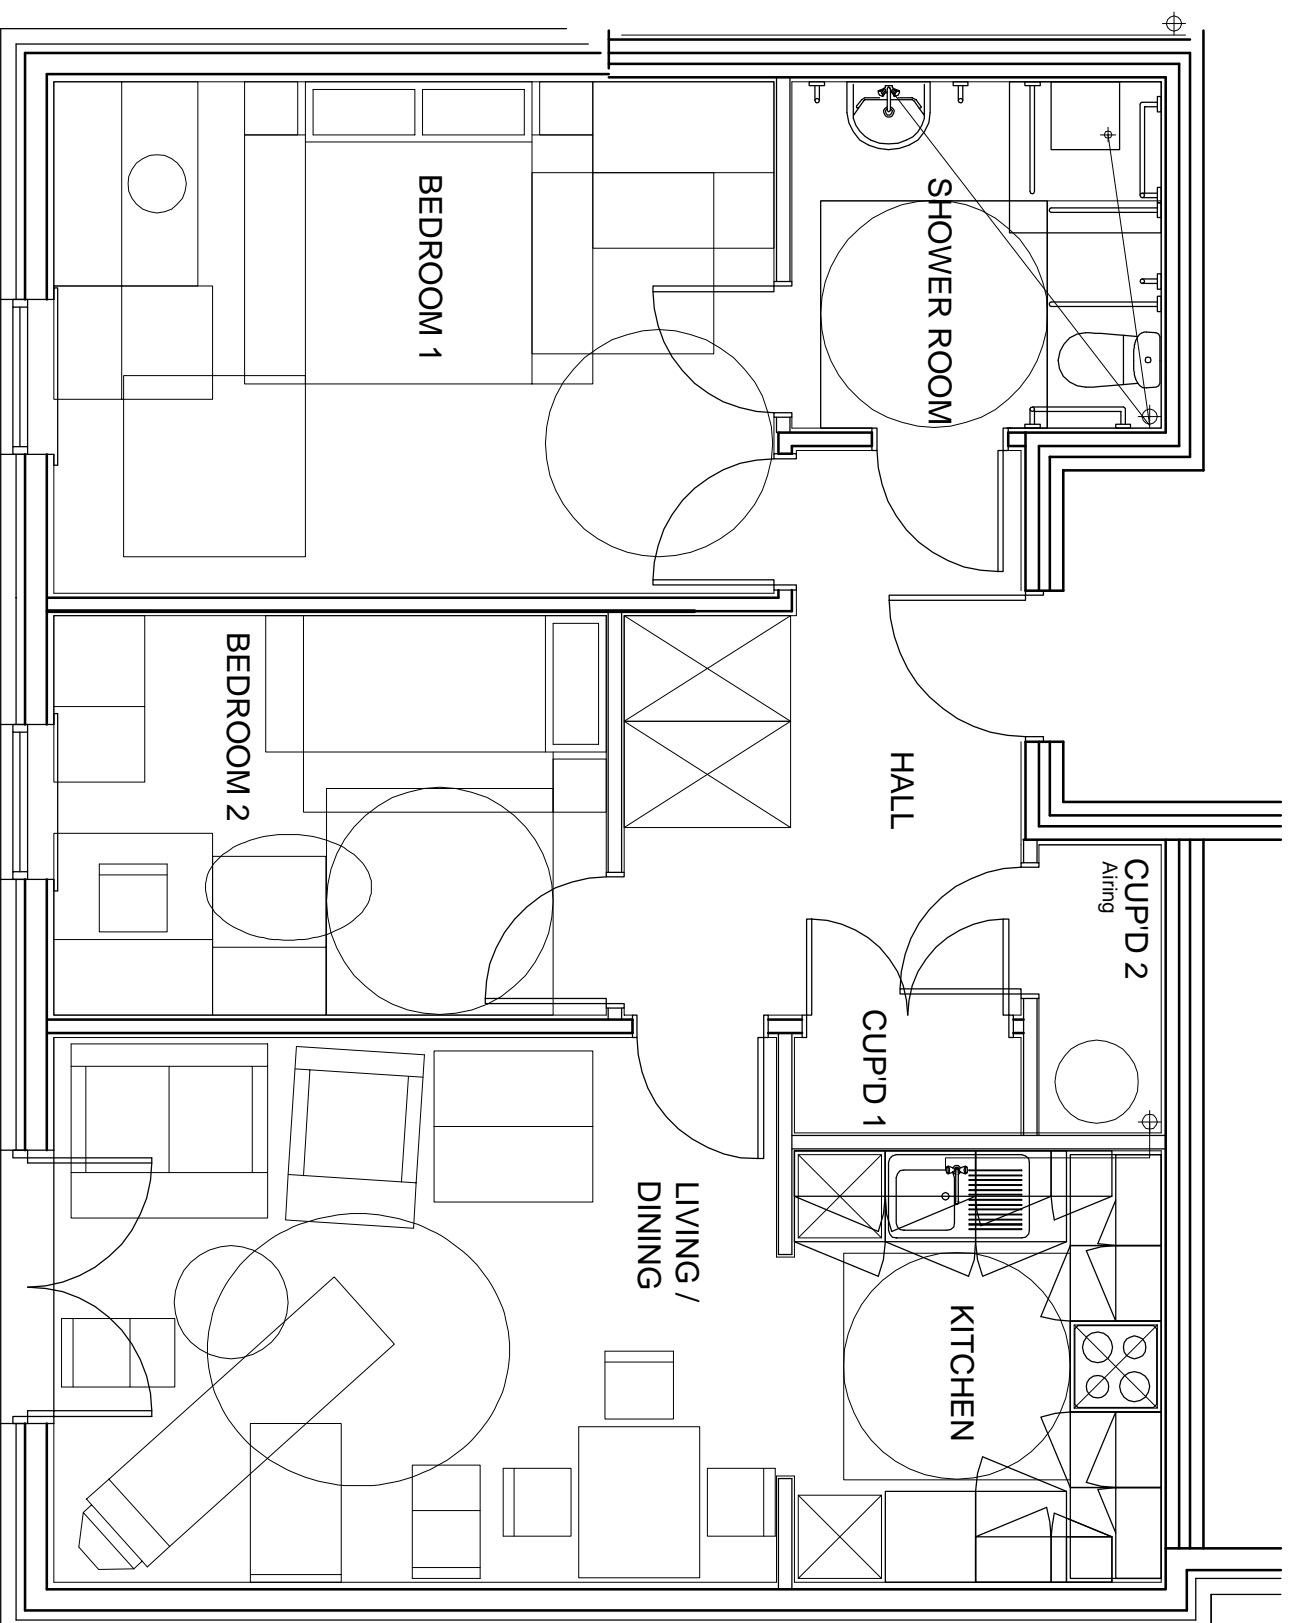 BEDROOM 1
SHOWER ROOM
BEDROOM 2
HALL
CUP'D 2
Airing
CUP'D 1
LIVING /
DINING
KITCHEN